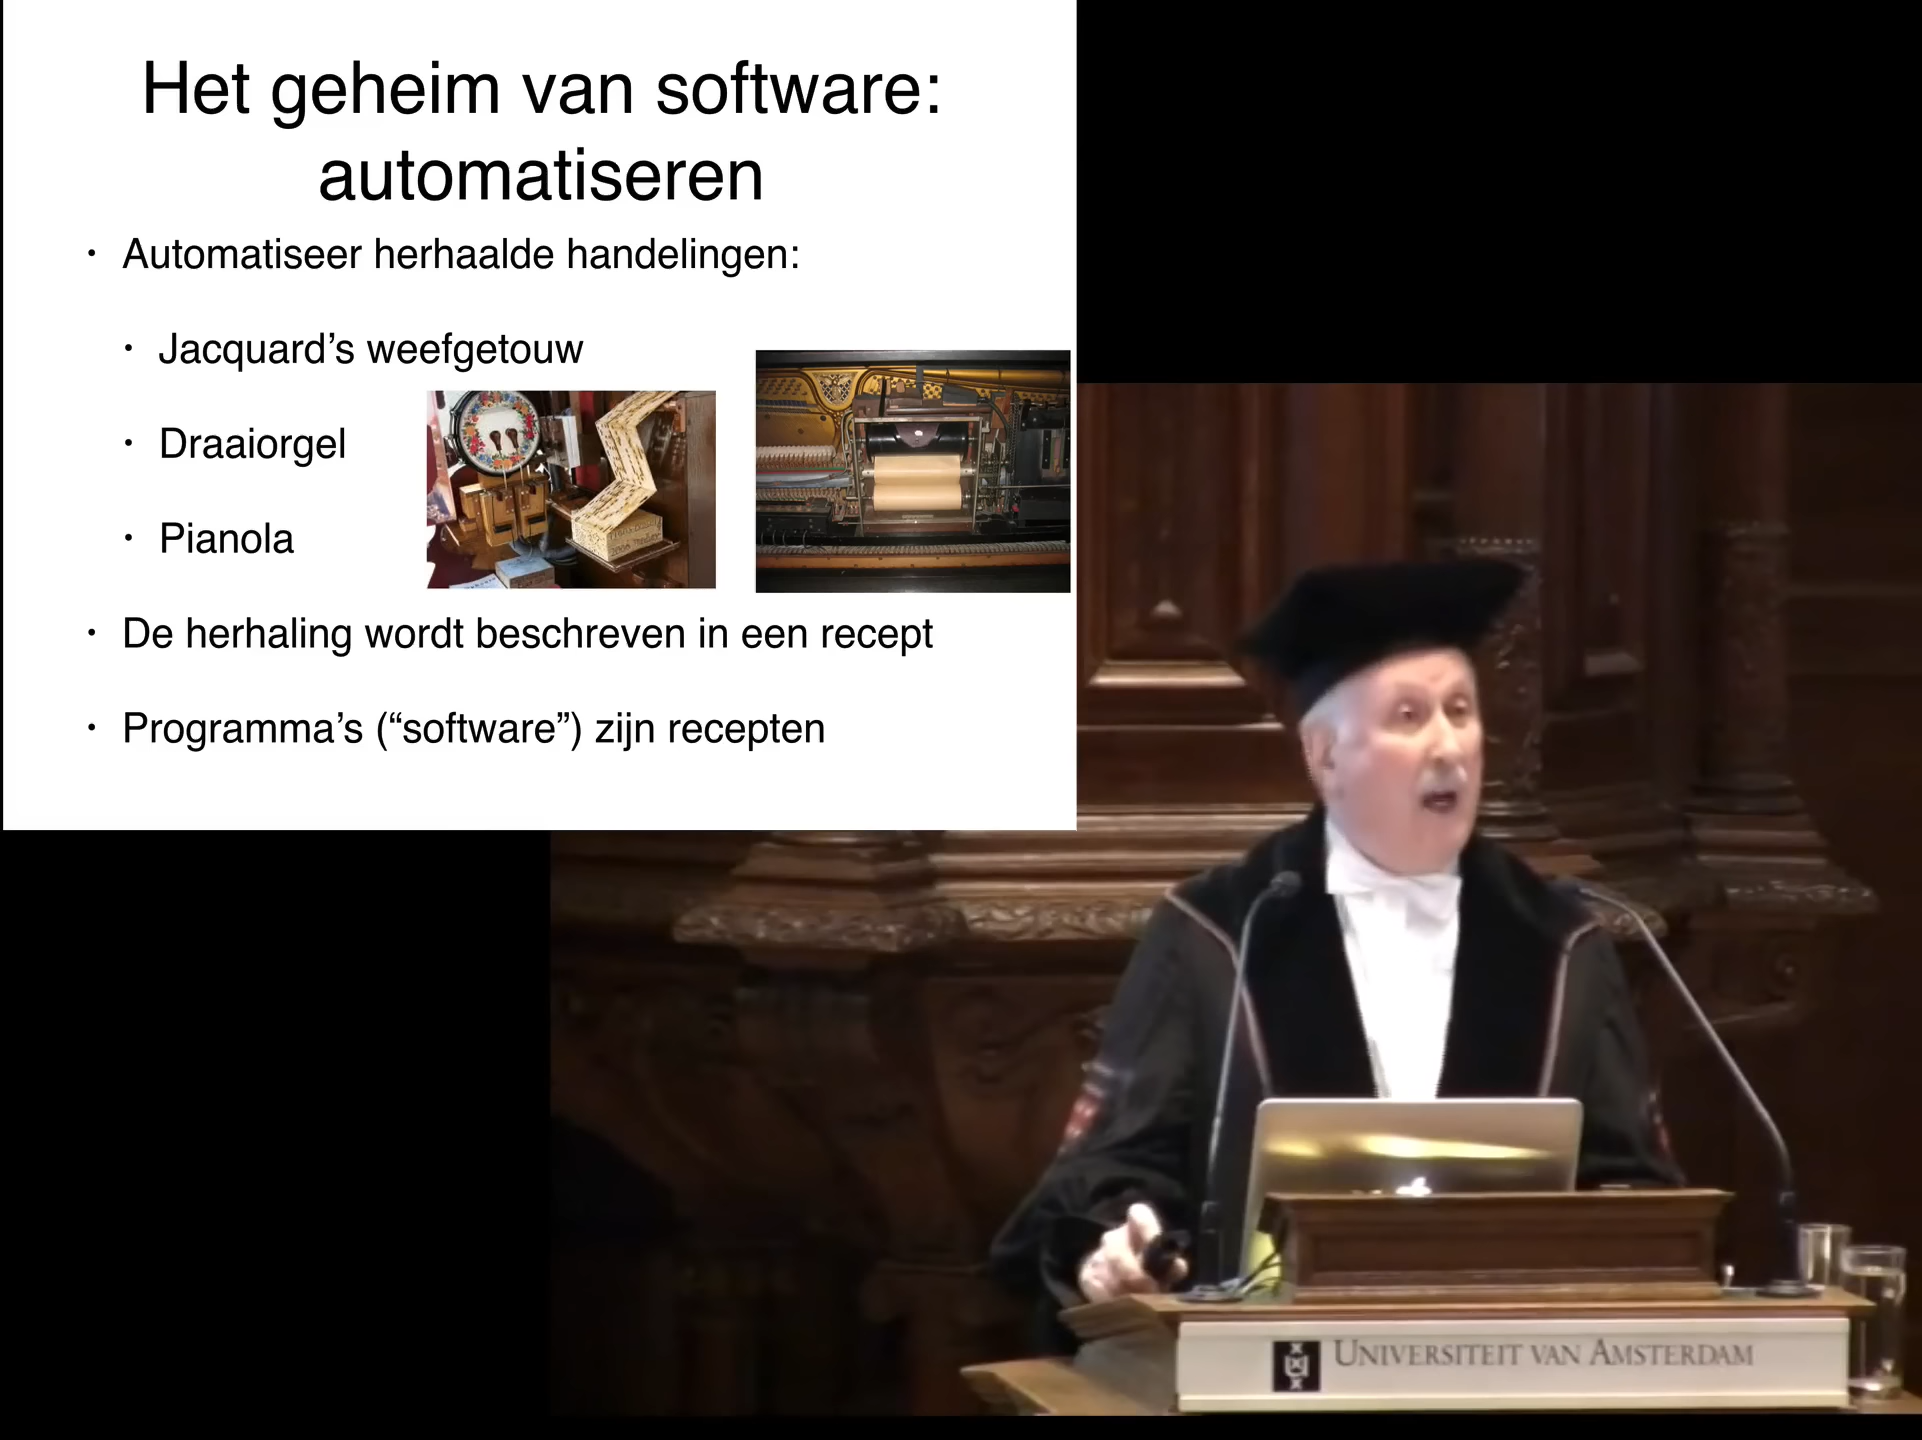 Het geheim van software:
automatiseren
• Automatiseer herhaalde handelingen:
• Jacquard’s weefgetouw
• Draaiorgel
• Pianola
• De herhaling wordt beschreven in een recept
• Programma’s (“software”) zijn recepten
UNIVERSITEIT VAN AMSTERDAM